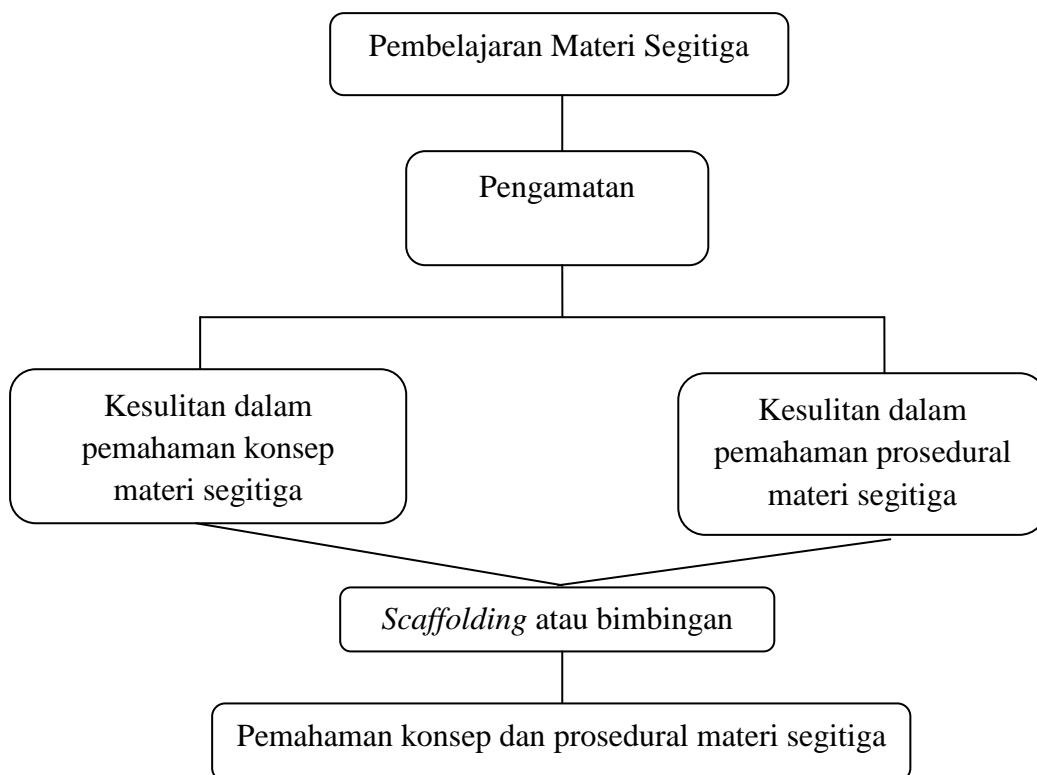 Pembelajaran Materi Segitiga
Pengamatan
Kesulitan dalam
pemahaman konsep
materi segitiga
Kesulitan dalam
pemahaman prosedural
materi segitiga
Scaffolding atau bimbingan
Pemahaman konsep dan prosedural materi segitiga